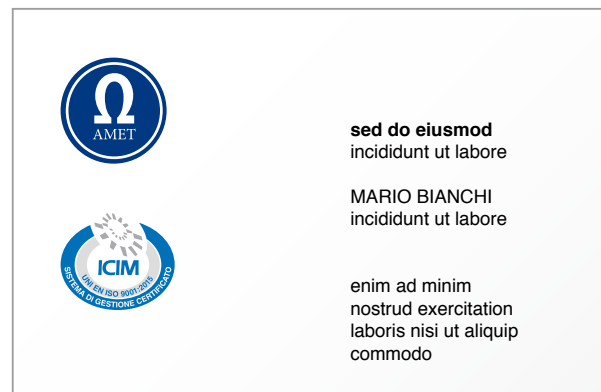 Ω
AMET
sed do eiusmod
incididunt ut labore
MARIO BIANCHI
incididunt ut labore
ICIM
UNI EN ISO 9001:2015
SISTEMA DI GESTIONE CERTIFICATO
enim ad minim
nostrud exercitation
laboris nisi ut aliquip
commodo